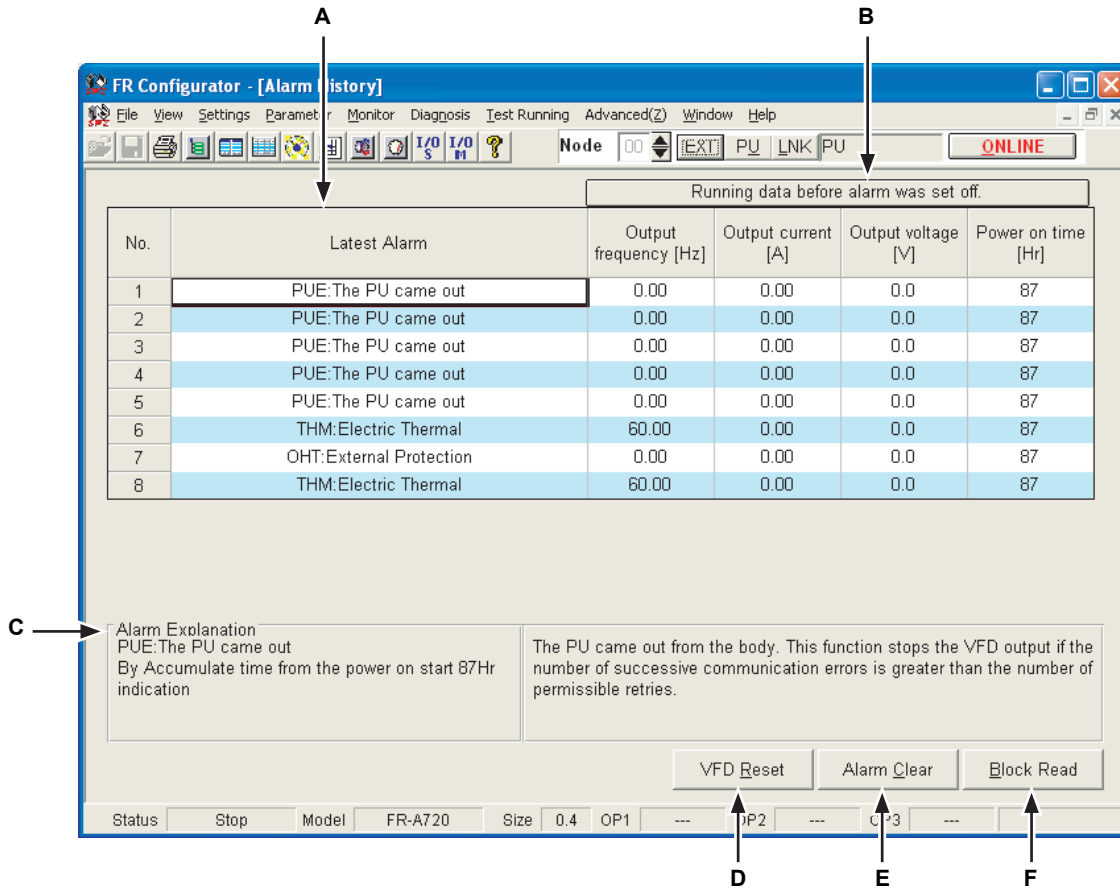 A B
FR Configurator - [Alarm History]
File View Settings Parameter Monitor Diagnosis Test Running Advanced(Z) Window Help
I/O S I/O M ? Node 00 EXT PU LNK PU ONLINE
Running data before alarm was set off.
No. Latest Alarm Output frequency [Hz] Output current [A] Output voltage [V] Power on time [Hr]
1 PUE:The PU came out 0.00 0.00 0.0 87
2 PUE:The PU came out 0.00 0.00 0.0 87
3 PUE:The PU came out 0.00 0.00 0.0 87
4 PUE:The PU came out 0.00 0.00 0.0 87
5 PUE:The PU came out 0.00 0.00 0.0 87
6 THM:Electric Thermal 60.00 0.00 0.0 87
7 OHT:External Protection 0.00 0.00 0.0 87
8 THM:Electric Thermal 60.00 0.00 0.0 87
C
Alarm Explanation
PUE:The PU came out
By Accumulate time from the power on start 87Hr
indication
The PU came out from the body. This function stops the VFD output if the
number of successive communication errors is greater than the number of
permissible retries.
VFD Reset Alarm Clear Block Read
Status Stop Model FR-A720 Size 0.4 OP1 --- OP2 --- OP3 ---
D E F